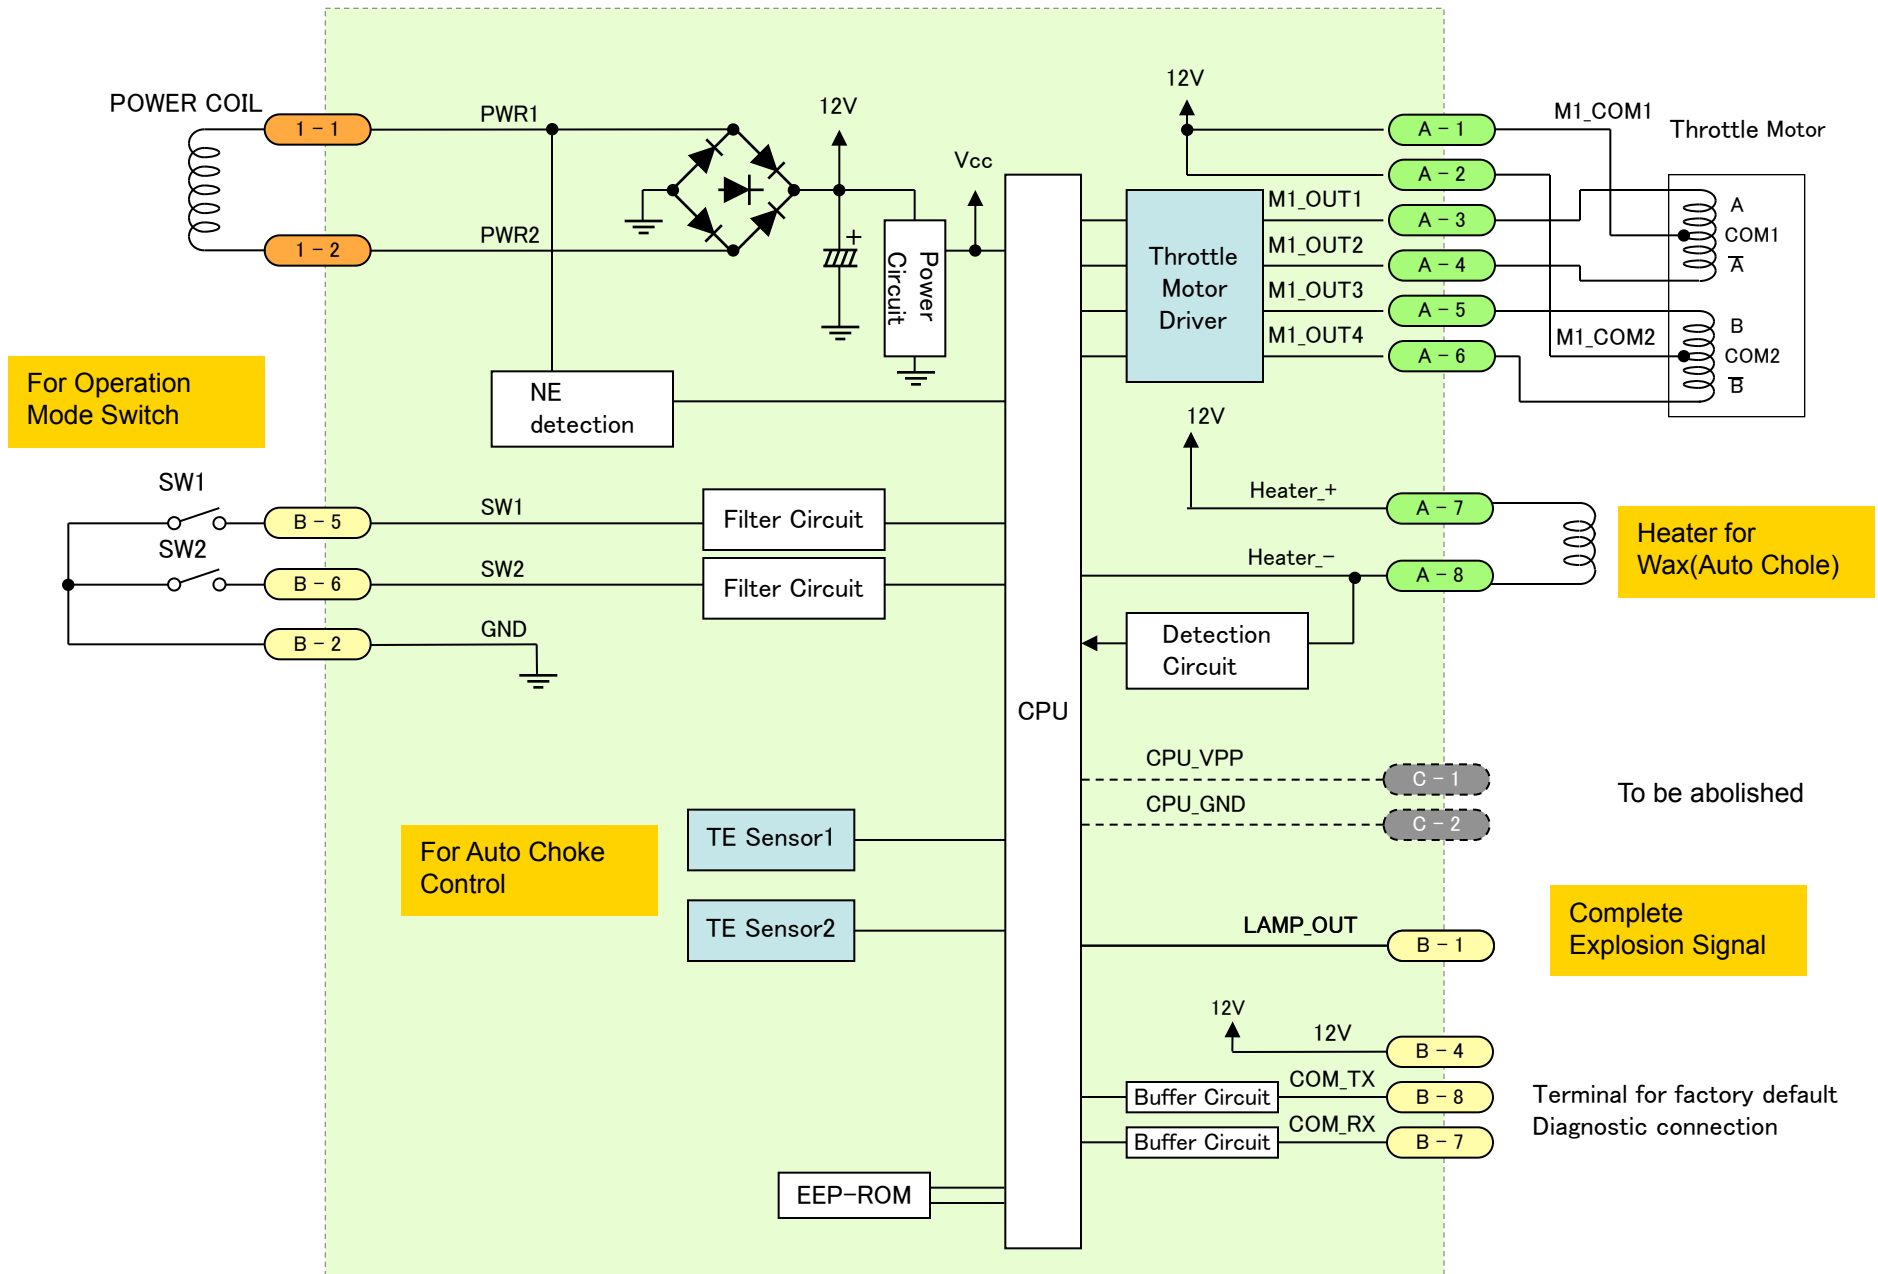 POWER COIL
1 - 1
PWR1
12V
Vcc
12V
A - 1
M1_COM1
Throttle Motor
A - 2
1 - 2
PWR2
+
Power
Circuit
Throttle
Motor
Driver
M1_OUT1
A - 3
M1_OUT2
A - 4
M1_OUT3
A - 5
M1_OUT4
A - 6
M1_COM2
A
COM1
A̅
B
COM2
B̅
For Operation
Mode Switch
NE
detection
12V
SW1
B - 5
SW1
Filter Circuit
SW2
B - 6
SW2
Filter Circuit
B - 2
GND
Heater_+
A - 7
Heater_-
A - 8
Heater for
Wax(Auto Chole)
Detection
Circuit
CPU
CPU_VPP
C - 1
CPU_GND
C - 2
To be abolished
For Auto Choke
Control
TE Sensor1
TE Sensor2
LAMP_OUT
B - 1
Complete
Explosion Signal
12V
12V
B - 4
Buffer Circuit
COM_TX
B - 8
Buffer Circuit
COM_RX
B - 7
Terminal for factory default
Diagnostic connection
EEP-ROM